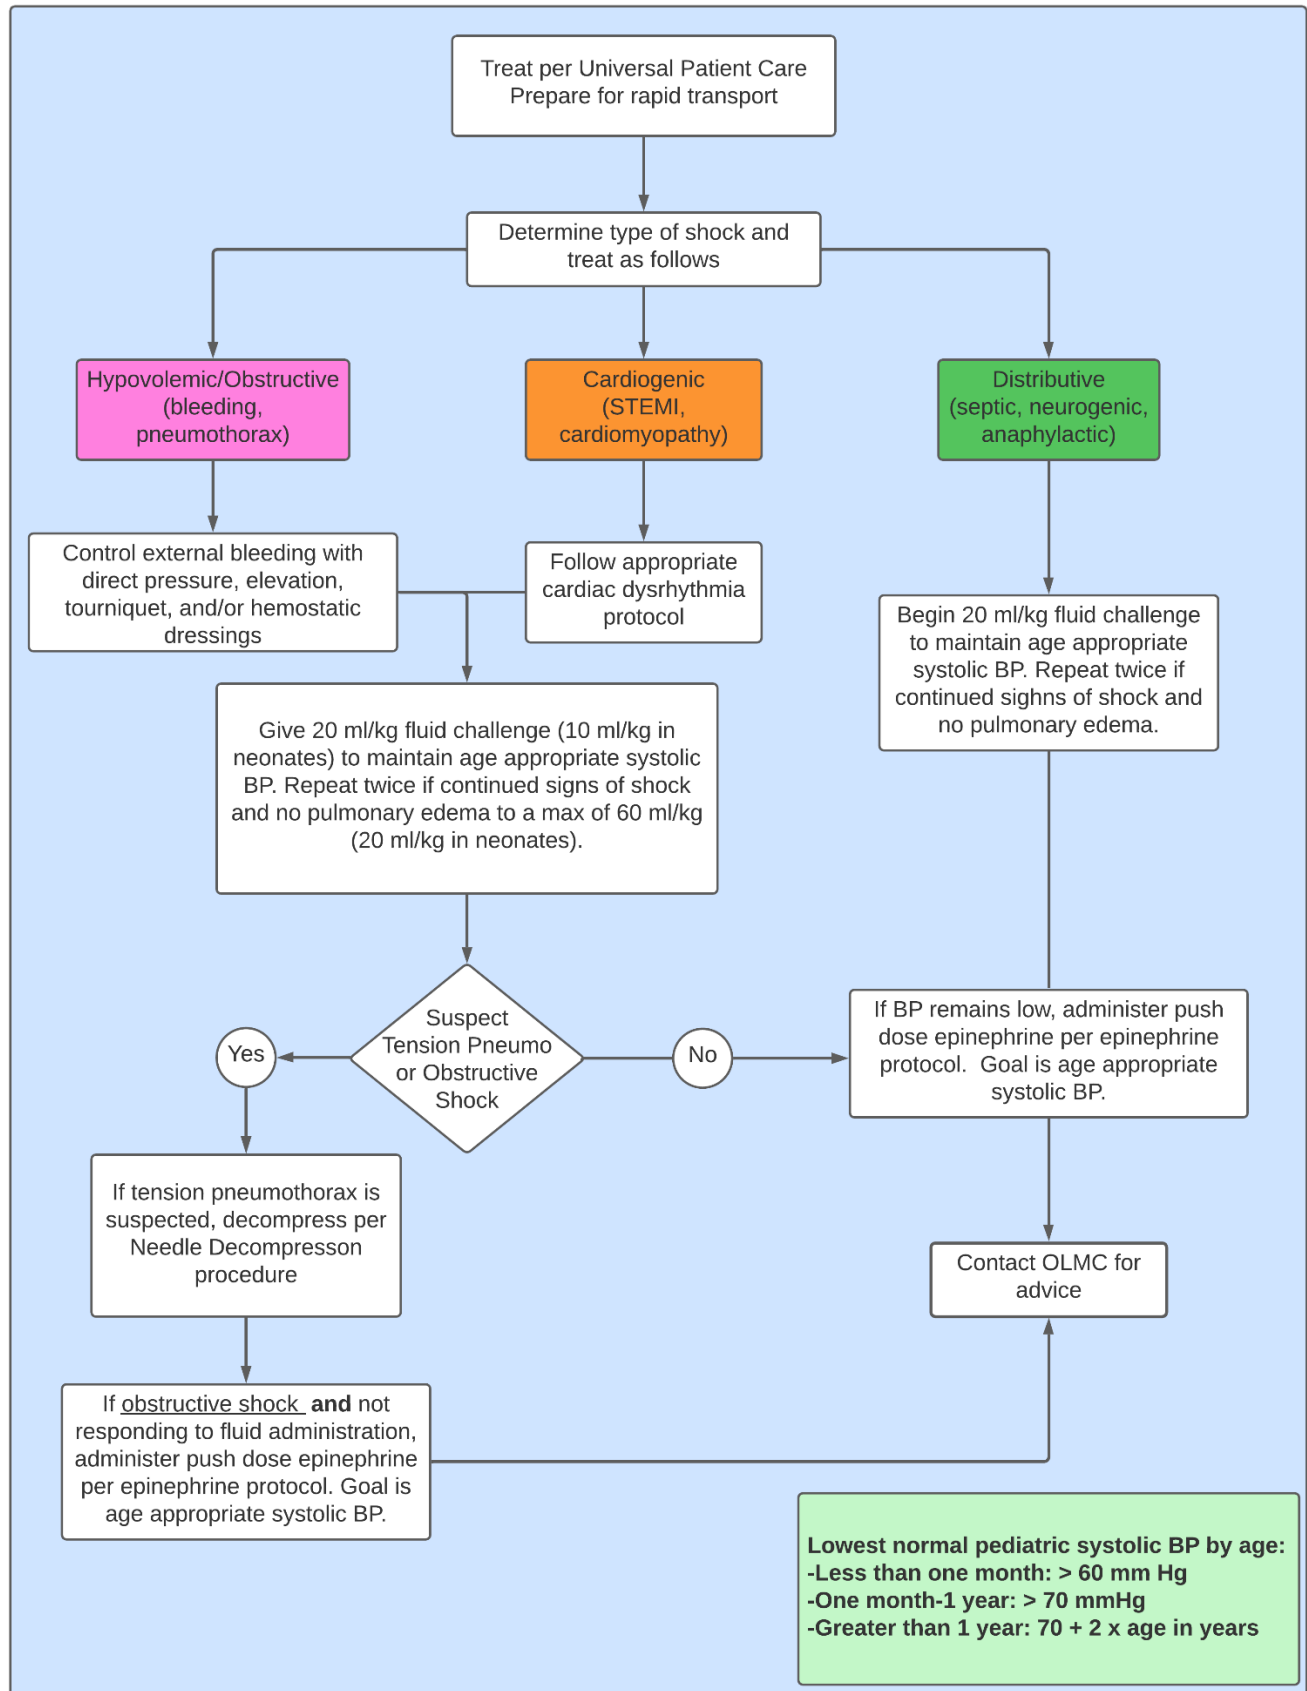 Treat per Universal Patient Care
Prepare for rapid transport
Determine type of shock and
treat as follows
Hypovolemic/Obstructive
(bleeding,
pneumothorax)
Cardiogenic
(STEMI,
cardiomyopathy)
Distributive
(septic, neurogenic,
anaphylactic)
Control external bleeding with
direct pressure, elevation,
tourniquet, and/or hemostatic
dressings
Follow appropriate
cardiac dysrhythmia
protocol
Begin 20 ml/kg fluid challenge
to maintain age appropriate
systolic BP. Repeat twice if
continued sighns of shock and
no pulmonary edema.
Give 20 ml/kg fluid challenge (10 ml/kg in
neonates) to maintain age appropriate systolic
BP. Repeat twice if continued signs of shock
and no pulmonary edema to a max of 60 ml/kg
(20 ml/kg in neonates).
Suspect
Tension Pneumo
or Obstructive
Shock
Yes
No
If BP remains low, administer push
dose epinephrine per epinephrine
protocol. Goal is age appropriate
systolic BP.
If tension pneumothorax is
suspected, decompress per
Needle Decompresson
procedure
Contact OLMC for
advice
If obstructive shock and not
responding to fluid administration,
administer push dose epinephrine
per epinephrine protocol. Goal is
age appropriate systolic BP.
Lowest normal pediatric systolic BP by age:
-Less than one month: > 60 mm Hg
-One month-1 year: > 70 mmHg
-Greater than 1 year: 70 + 2 x age in years